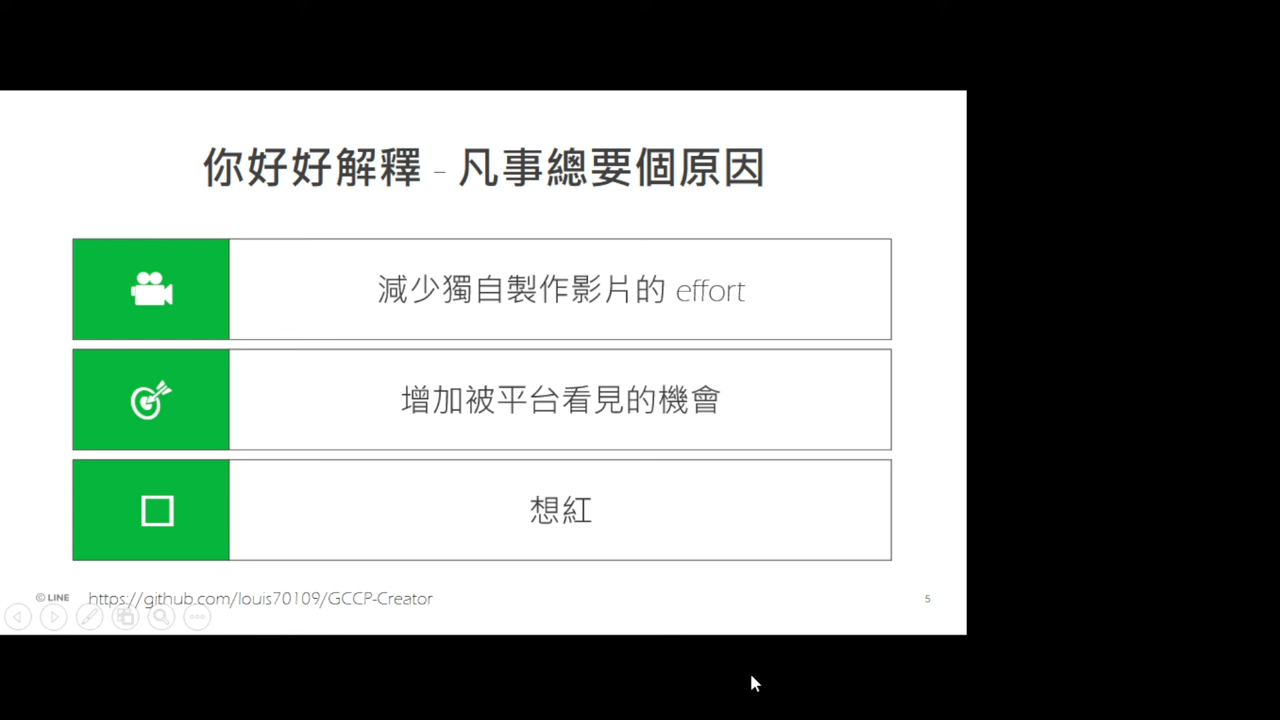 你好好解釋 – 凡事總要個原因
減少獨自製作影片的 effort
增加被平台看見的機會
想紅
© LINE https://github.com/louis70109/GCCP-Creator 5